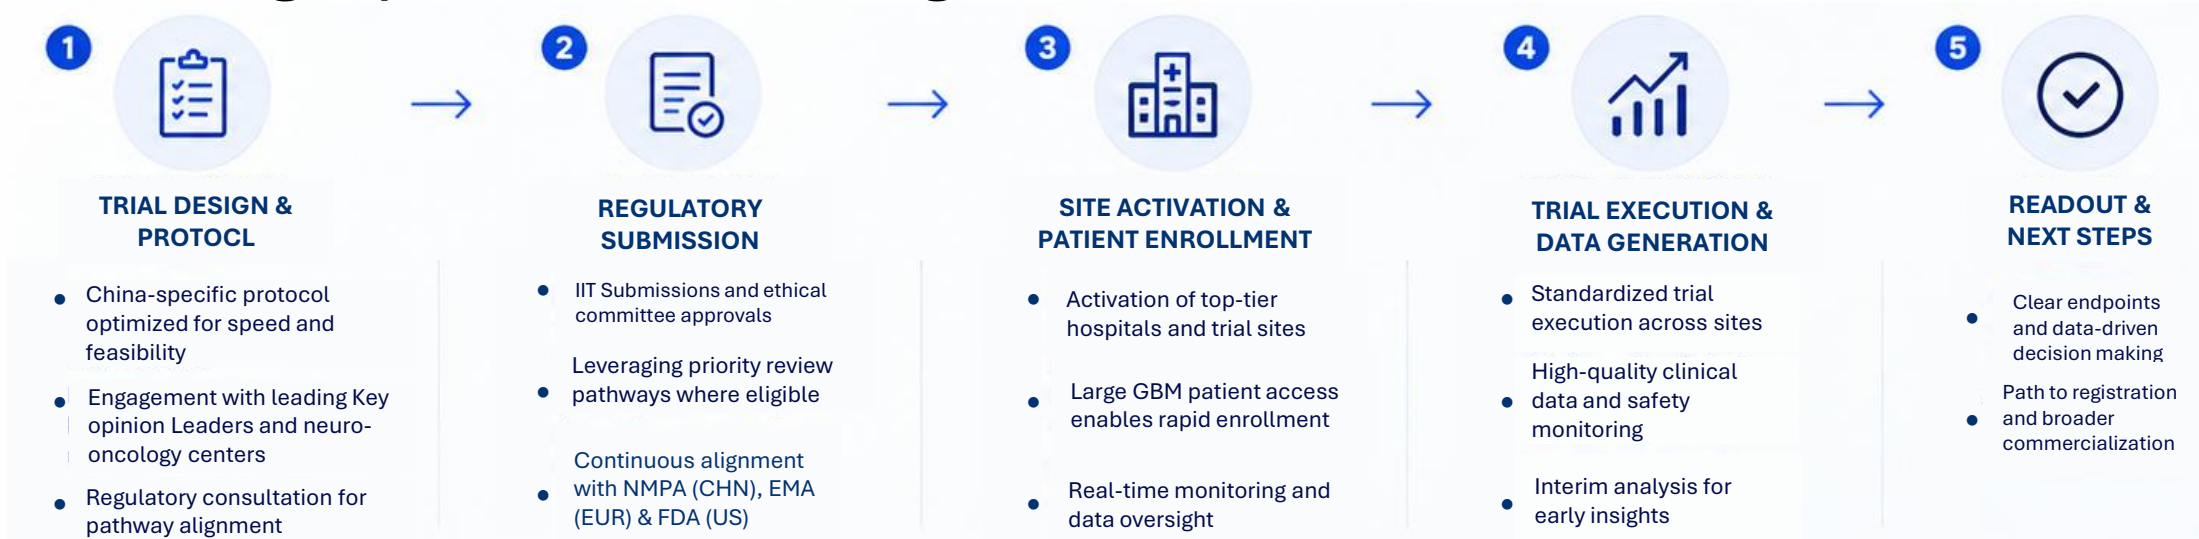 1
TRIAL DESIGN &
PROTOCL
China-specific protocol
optimized for speed and
feasibility
Engagement with leading Key
opinion Leaders and neuro-
oncology centers
Regulatory consultation for
pathway alignment
2
REGULATORY
SUBMISSION
IIT Submissions and ethical
committee approvals
Leveraging priority review
pathways where eligible
Continuous alignment
with NMPA (CHN), EMA
(EUR) & FDA (US)
3
SITE ACTIVATION &
PATIENT ENROLLMENT
Activation of top-tier
hospitals and trial sites
Large GBM patient access
enables rapid enrollment
Real-time monitoring and
data oversight
4
TRIAL EXECUTION &
DATA GENERATION
Standardized trial
execution across sites
High-quality clinical
data and safety
monitoring
Interim analysis for
early insights
5
READOUT &
NEXT STEPS
Clear endpoints
and data-driven
decision making
Path to registration
and broader
commercialization